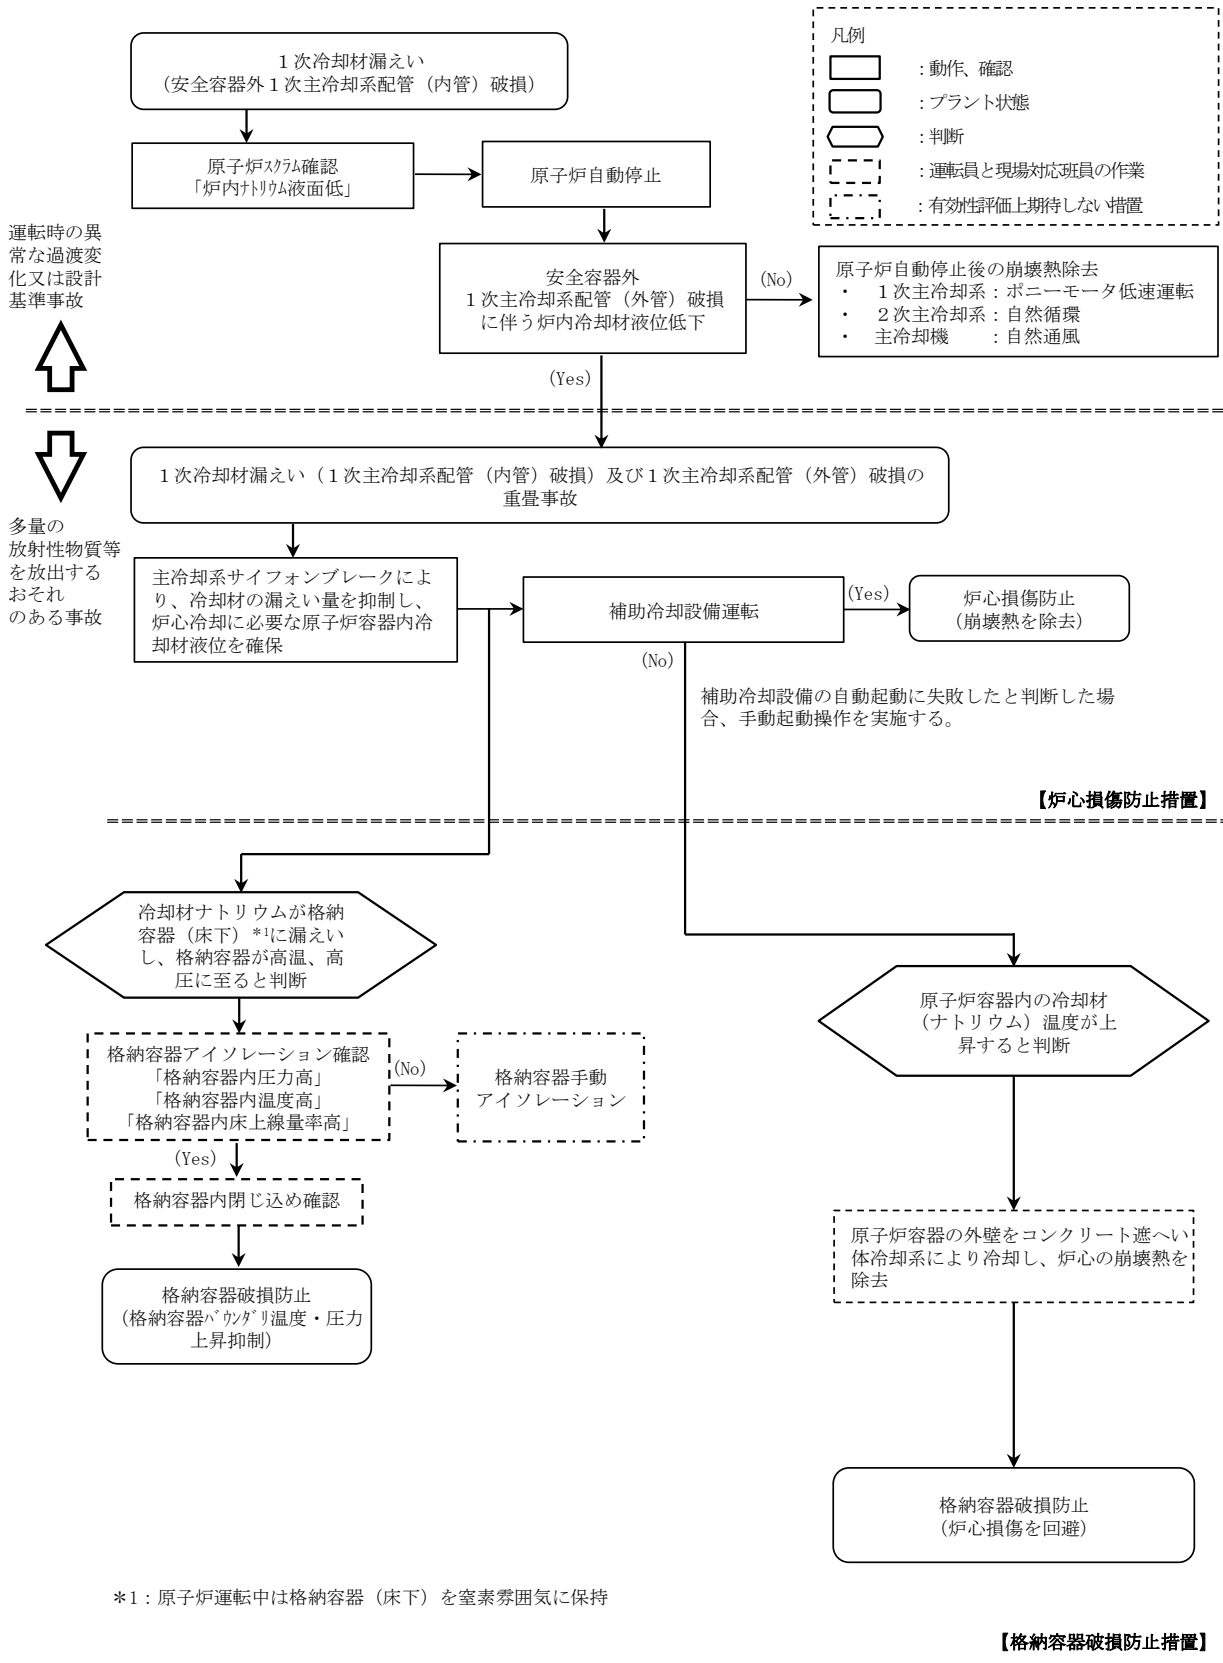 １次冷却材漏えい
（安全容器外１次主冷却系配管（内管）破損）
原子炉ｽｸﾗﾑ確認
「炉内ﾅﾄﾘｳﾑ液面低」
原子炉自動停止
凡例
：動作、確認
：プラント状態
：判断
：運転員と現場対応班員の作業
：有効性評価上期待しない措置
運転時の異
常な過渡変
化又は設計
基準事故
安全容器外
１次主冷却系配管（外管）破損
に伴う炉内冷却材液位低下
(No)
原子炉自動停止後の崩壊熱除去
・　１次主冷却系：ポニーモータ低速運転
・　２次主冷却系：自然循環
・　主冷却機　　：自然通風
(Yes)
多量の
放射性物質等
を放出する
おそれ
のある事故
１次冷却材漏えい（１次主冷却系配管（内管）破損）及び１次主冷却系配管（外管）破損の
重畳事故
主冷却系サイフォンブレークによ
り、冷却材の漏えい量を抑制し、
炉心冷却に必要な原子炉容器内冷
却材液位を確保
補助冷却設備運転
(Yes)
炉心損傷防止
（崩壊熱を除去）
(No)
補助冷却設備の自動起動に失敗したと判断した場
合、手動起動操作を実施する。
【炉心損傷防止措置】
冷却材ナトリウムが格納
容器（床下）*1に漏えい
し、格納容器が高温、高
圧に至ると判断
格納容器アイソレーション確認
「格納容器内圧力高」
「格納容器内温度高」
「格納容器内床上線量率高」
(No)
格納容器手動
アイソレーション
(Yes)
格納容器内閉じ込め確認
格納容器破損防止
（格納容器ﾊﾞｳﾝﾀﾞﾘ温度・圧力
上昇抑制）
原子炉容器内の冷却材
（ナトリウム）温度が上
昇すると判断
原子炉容器の外壁をコンクリート遮へい
体冷却系により冷却し、炉心の崩壊熱を
除去
格納容器破損防止
（炉心損傷を回避）
＊1：原子炉運転中は格納容器（床下）を窒素雰囲気に保持
【格納容器破損防止措置】